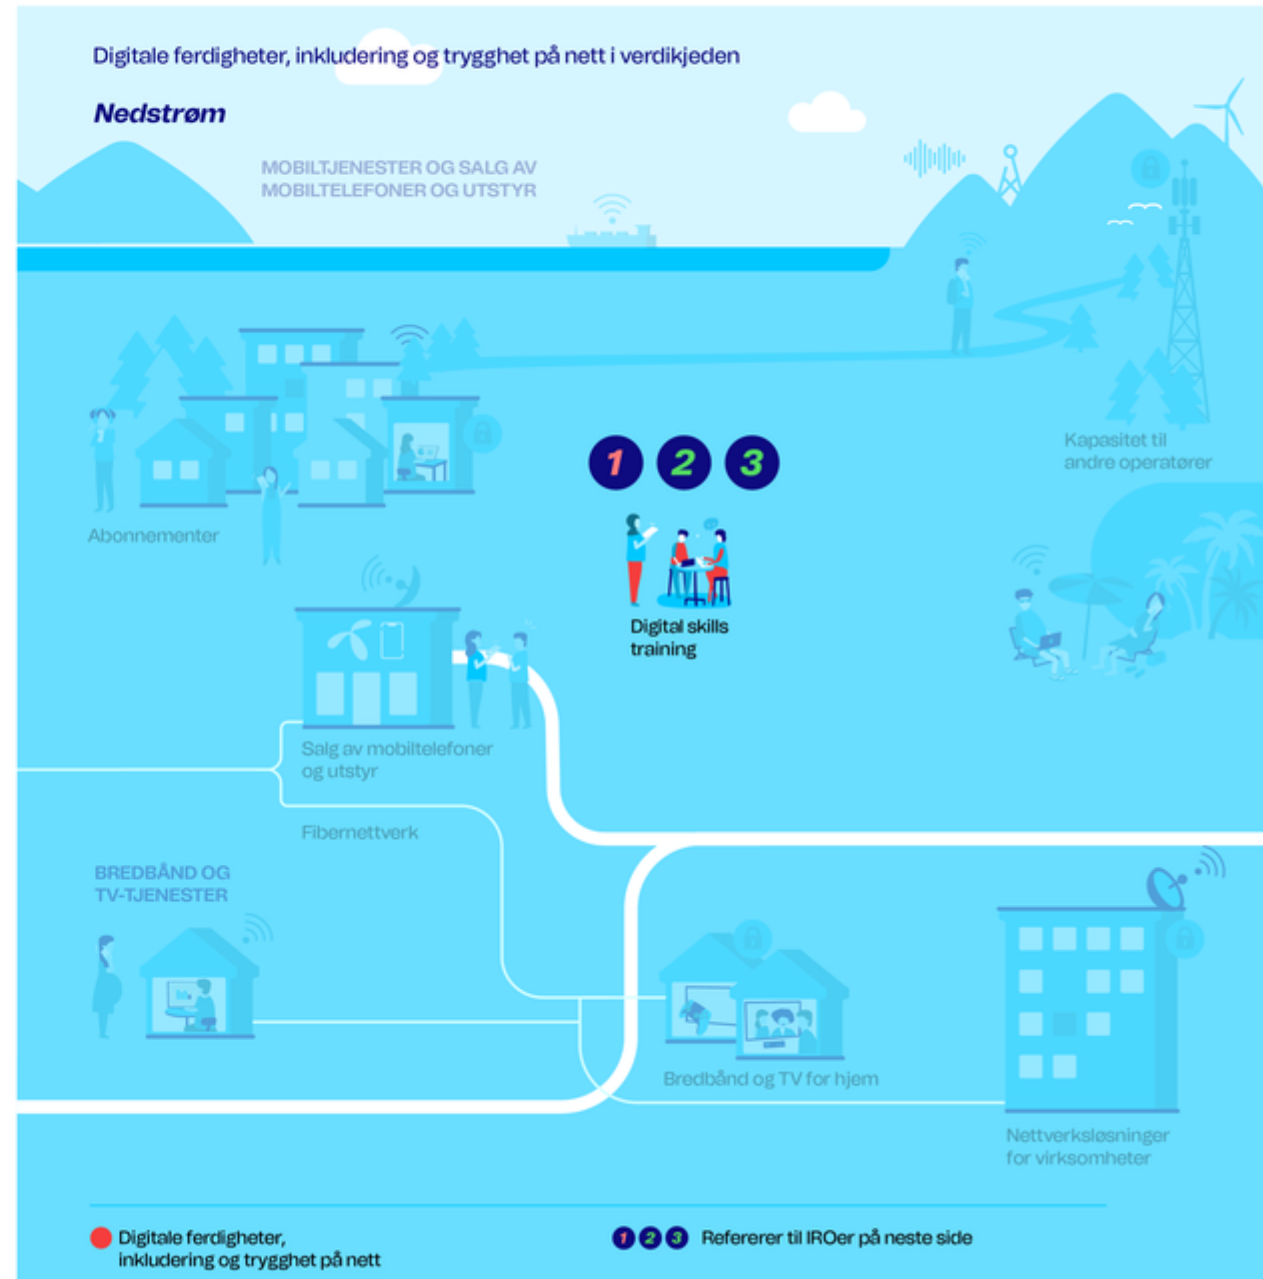 Digitale ferdigheter, inkludering og trygghet på nett i verdikjeden
Nedstrøm
MOBILTJENESTER OG SALG AV
MOBILTELEFONER OG UTSTYR
Kapasitet til
andre operatører
1 2 3
Abonnementer
Digital skills
training
Salg av mobiltelefoner
og utstyr
Fibernettverk
BREDBÅND OG
TV-TJENESTER
Bredbånd og TV for hjem
Nettverksløsninger
for virksomheter
Digitale ferdigheter,
inkludering og trygghet på nett
1 2 3 Refererer til IROer på neste side